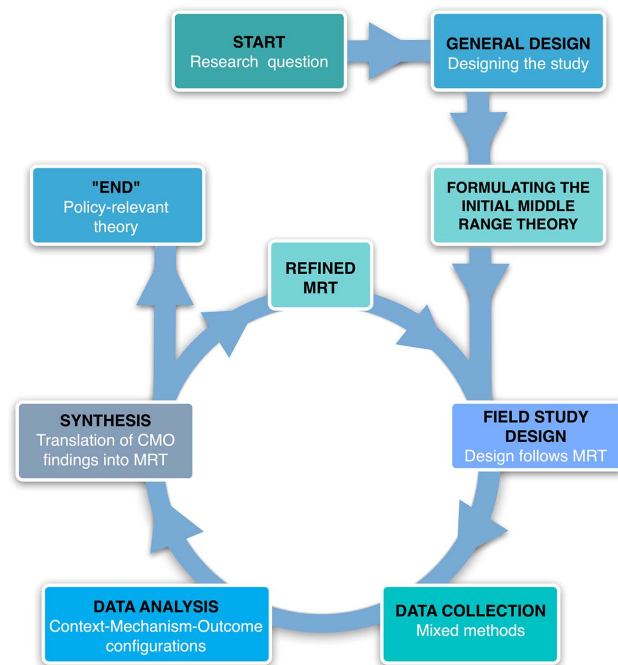 START
Research question
GENERAL DESIGN
Designing the study
"END"
Policy-relevant
theory
FORMULATING THE
INITIAL MIDDLE
RANGE THEORY
REFINED
MRT
SYNTHESIS
Translation of CMO
findings into MRT
FIELD STUDY
DESIGN
Design follows MRT
DATA ANALYSIS
Context-Mechanism-Outcome
configurations
DATA COLLECTION
Mixed methods